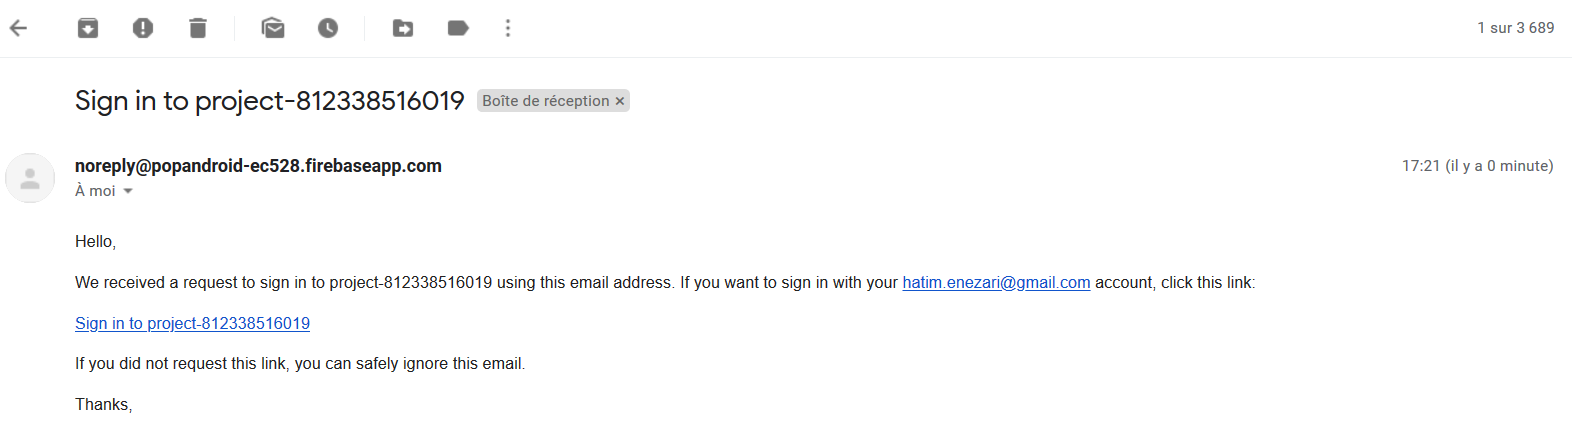 1 sur 3 689
Sign in to project-812338516019 Boîte de réception ×
noreply@popandroid-ec528.firebaseapp.com 17:21 (il y a 0 minute)
À moi
Hello,
We received a request to sign in to project-812338516019 using this email address. If you want to sign in with your hatim.enezari@gmail.com account, click this link:
Sign in to project-812338516019
If you did not request this link, you can safely ignore this email.
Thanks,